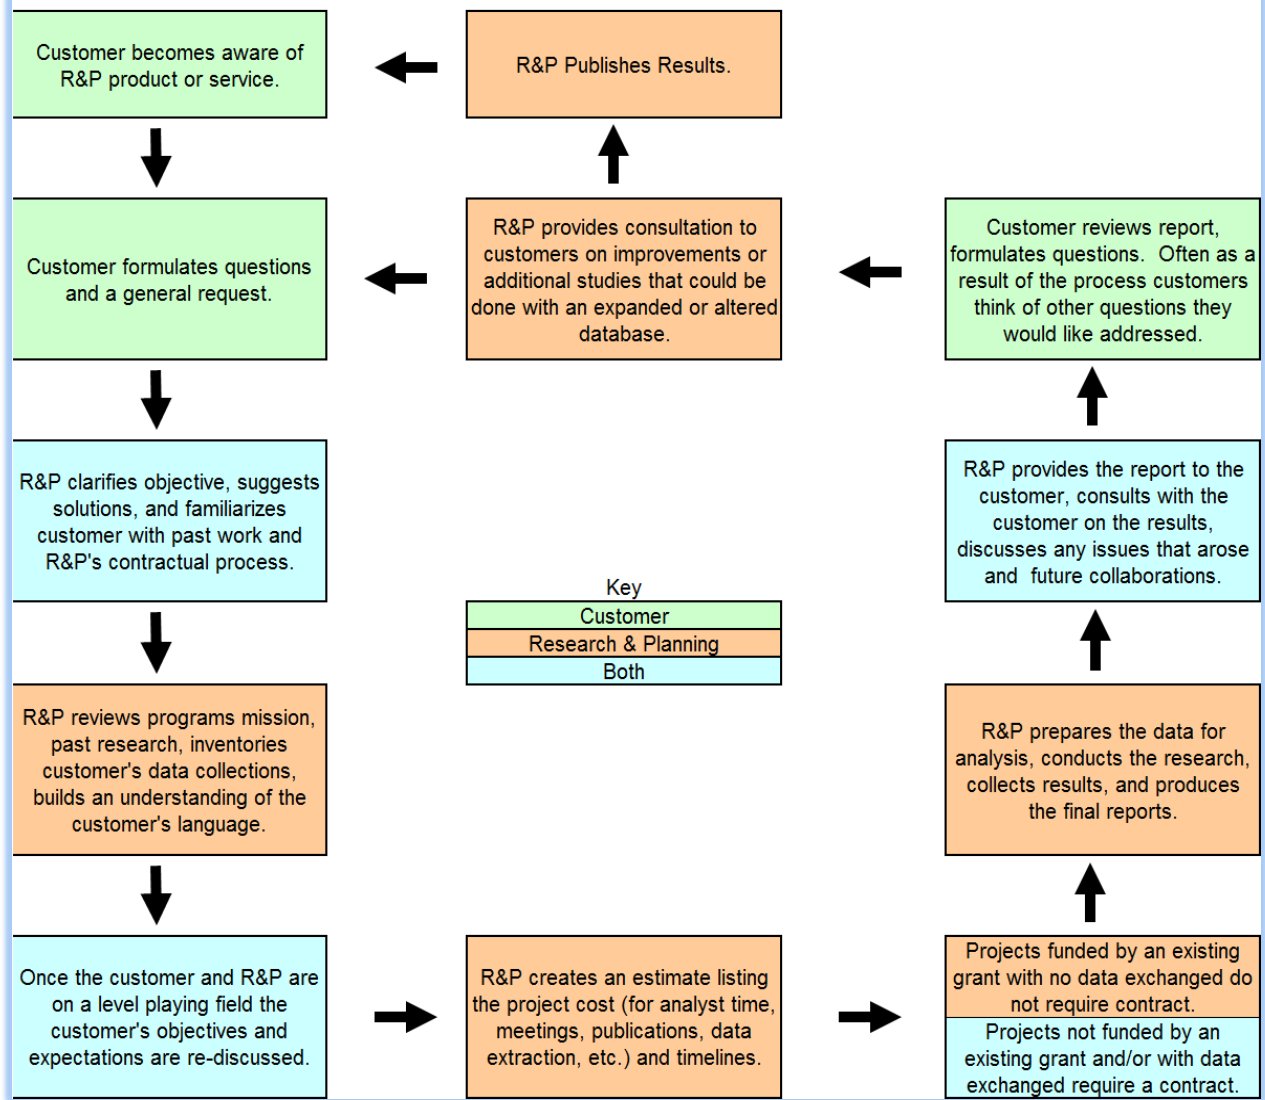 Customer becomes aware of
R&P product or service.
R&P Publishes Results.
Customer formulates questions
and a general request.
R&P provides consultation to
customers on improvements or
additional studies that could be
done with an expanded or altered
database.
Customer reviews report,
formulates questions.  Often as a
result of the process customers
think of other questions they
would like addressed.
R&P clarifies objective, suggests
solutions, and familiarizes
customer with past work and
R&P's contractual process.
R&P provides the report to the
customer, consults with the
customer on the results,
discusses any issues that arose
and  future collaborations.
Key
Customer
Research & Planning
Both
R&P reviews programs mission,
past research, inventories
customer's data collections,
builds an understanding of the
customer's language.
R&P prepares the data for
analysis, conducts the research,
collects results, and produces
the final reports.
Once the customer and R&P are
on a level playing field the
customer's objectives and
expectations are re-discussed.
R&P creates an estimate listing
the project cost (for analyst time,
meetings, publications, data
extraction, etc.) and timelines.
Projects funded by an existing
grant with no data exchanged do
not require contract.
Projects not funded by an
existing grant and/or with data
exchanged require a contract.